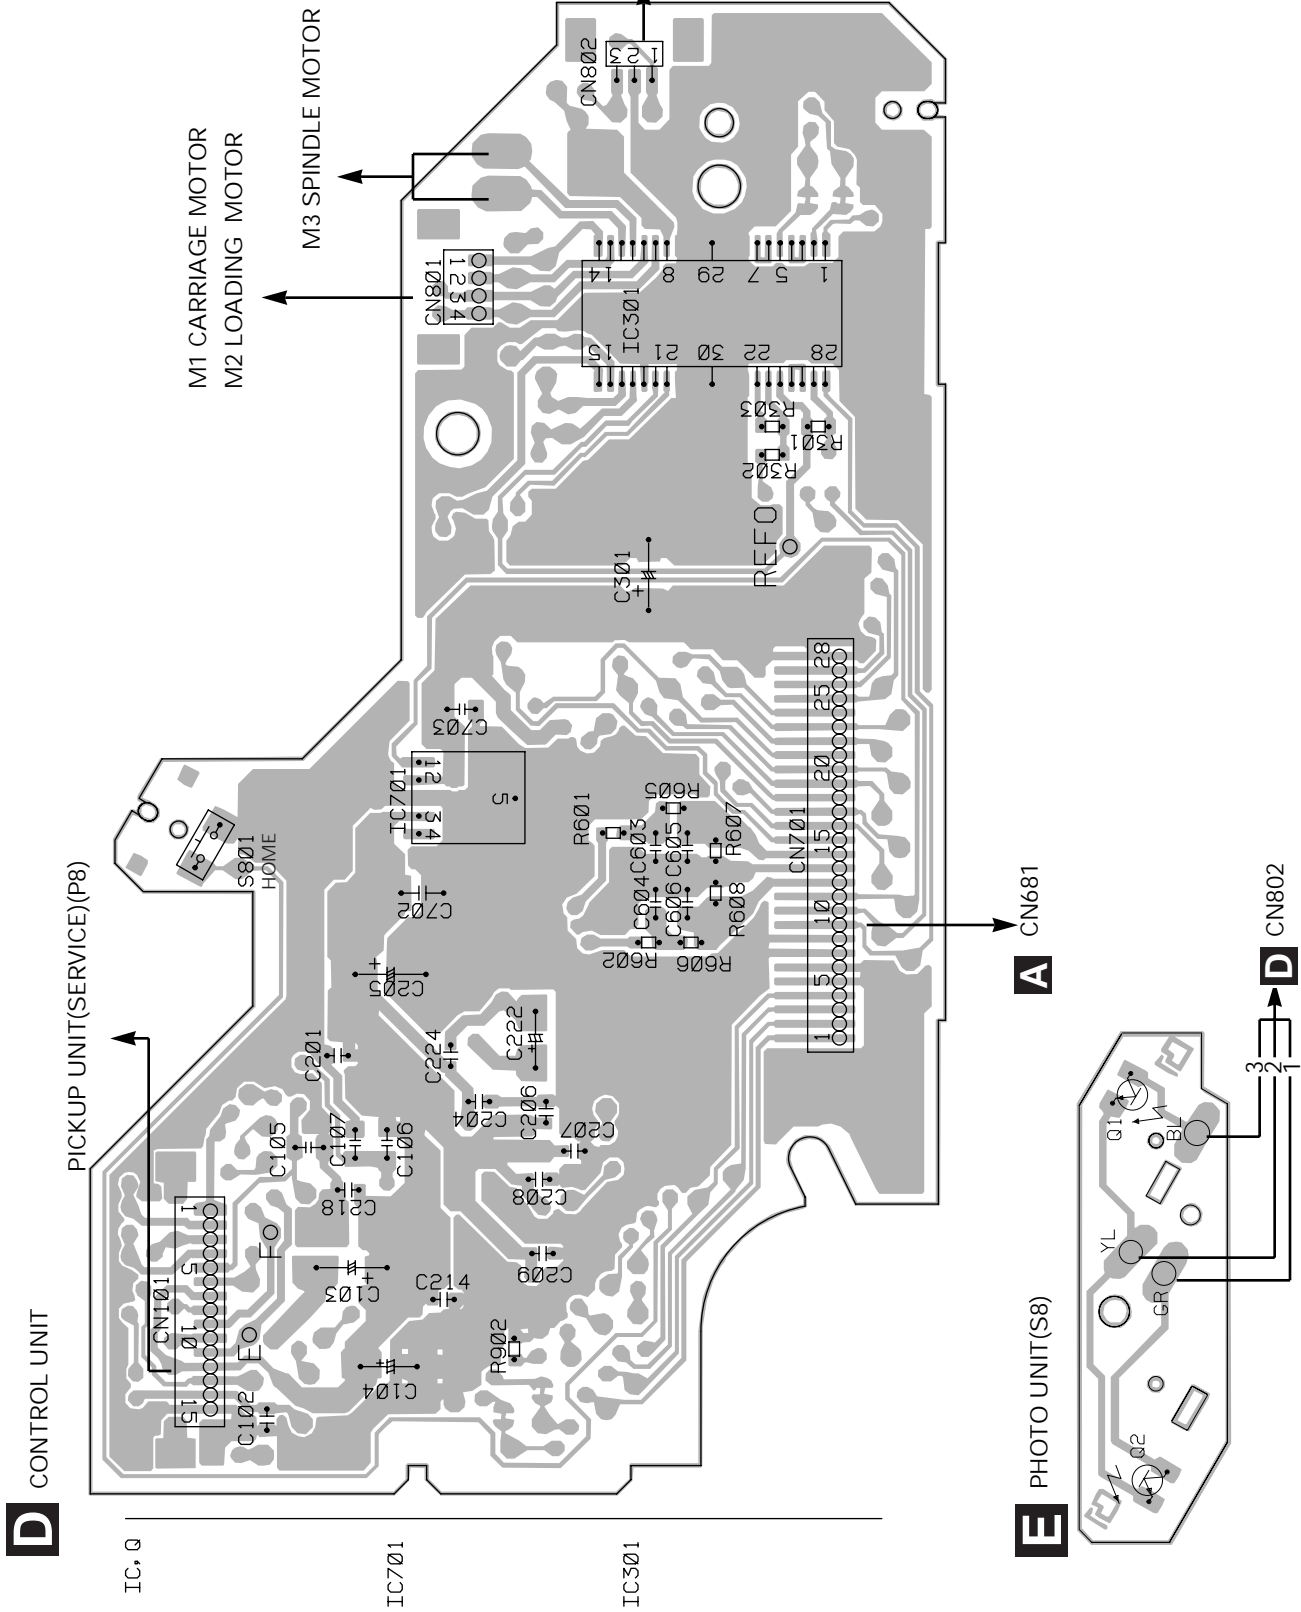 D CONTROL UNIT
PICKUP UNIT(SERVICE)(P8)
M1 CARRIAGE MOTOR
M2 LOADING MOTOR
M3 SPINDLE MOTOR
IC, Q
IC701
IC301
CN101
1
5
10
15
FO
EO
C102
C103
C104
C105
C107
C106
C218
C201
C214
R902
C209
C208
C207
C206
C204
C224
C222
C205
C702
S801
HOME
IC701
1 2
3 4
5
C703
R601
R602
R605
R606
R607
R608
C603
C604
C605
C606
CN701
1
5
10
15
20
25
28
C301
+
REFO
R301
R302
R303
IC301
1
5
7
8
14
15
21
22
28
29
30
CN801
1 2 3 4
CN802
1 2 3
A CN681
E PHOTO UNIT(S8)
Q1
Q2
BL
YL
GR
3
2
1
D CN802